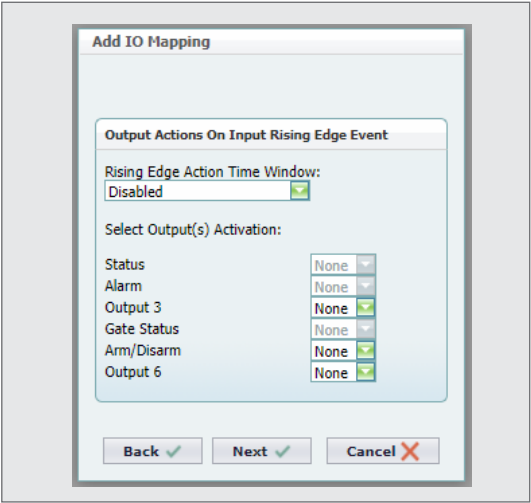 Add IO Mapping
Output Actions On Input Rising Edge Event
Rising Edge Action Time Window:
Disabled
Select Output(s) Activation:
Status None
Alarm None
Output 3 None
Gate Status None
Arm/Disarm None
Output 6 None
Back Next Cancel